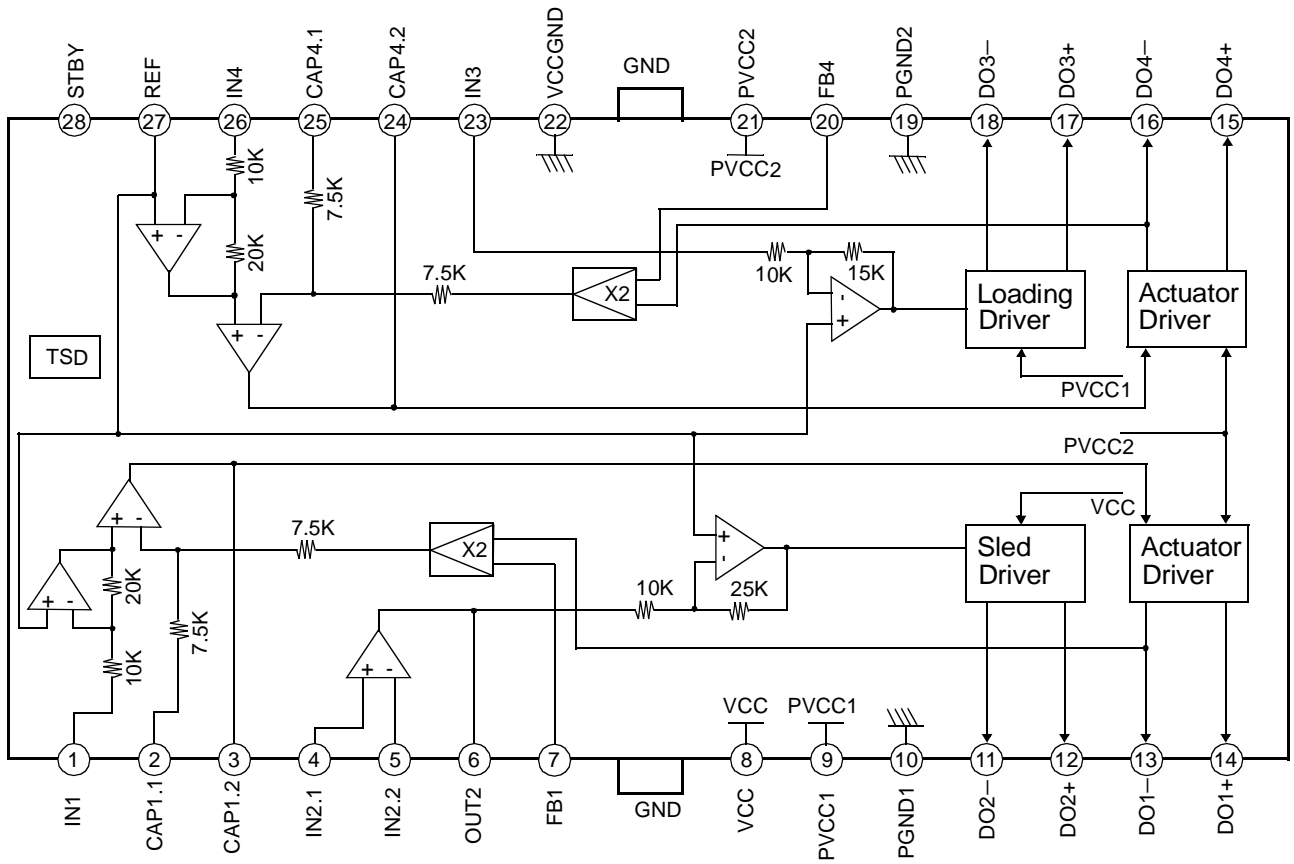 STBY
REF
IN4
CAP4.1
CAP4.2
IN3
VCCGND
GND
PVCC2
FB4
PGND2
DO3−
DO3+
DO4−
DO4+
28
27
26
25
24
23
22
21
20
19
18
17
16
15
PVCC2
10K
7.5K
+ -
20K
7.5K
X2
10K
15K
-
+
Loading
Driver
Actuator
Driver
+ -
TSD
PVCC1
PVCC2
VCC
+ -
7.5K
X2
+
-
Sled
Driver
Actuator
Driver
20K
10K
25K
+ -
7.5K
10K
+ -
VCC
PVCC1
1
2
3
4
5
6
7
8
9
10
11
12
13
14
IN1
CAP1.1
CAP1.2
IN2.1
IN2.2
OUT2
FB1
GND
VCC
PVCC1
PGND1
DO2−
DO2+
DO1−
DO1+